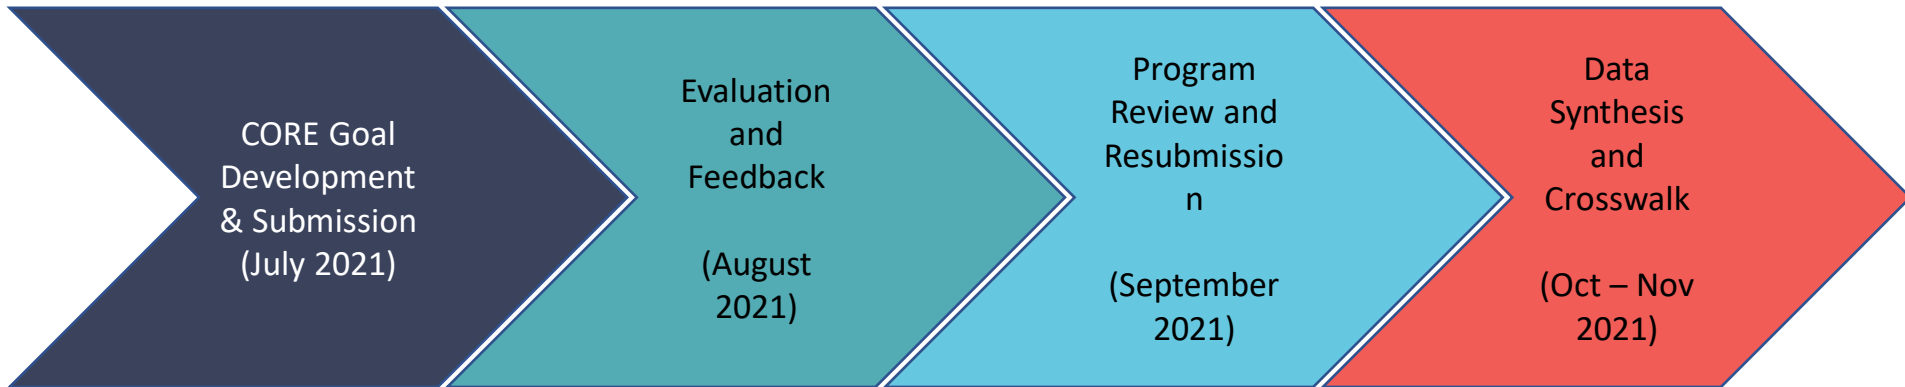 CORE Goal
Development
& Submission
(July 2021)
Evaluation
and
Feedback
(August
2021)
Program
Review and
Resubmissio
n
(September
2021)
Data
Synthesis
and
Crosswalk
(Oct – Nov
2021)